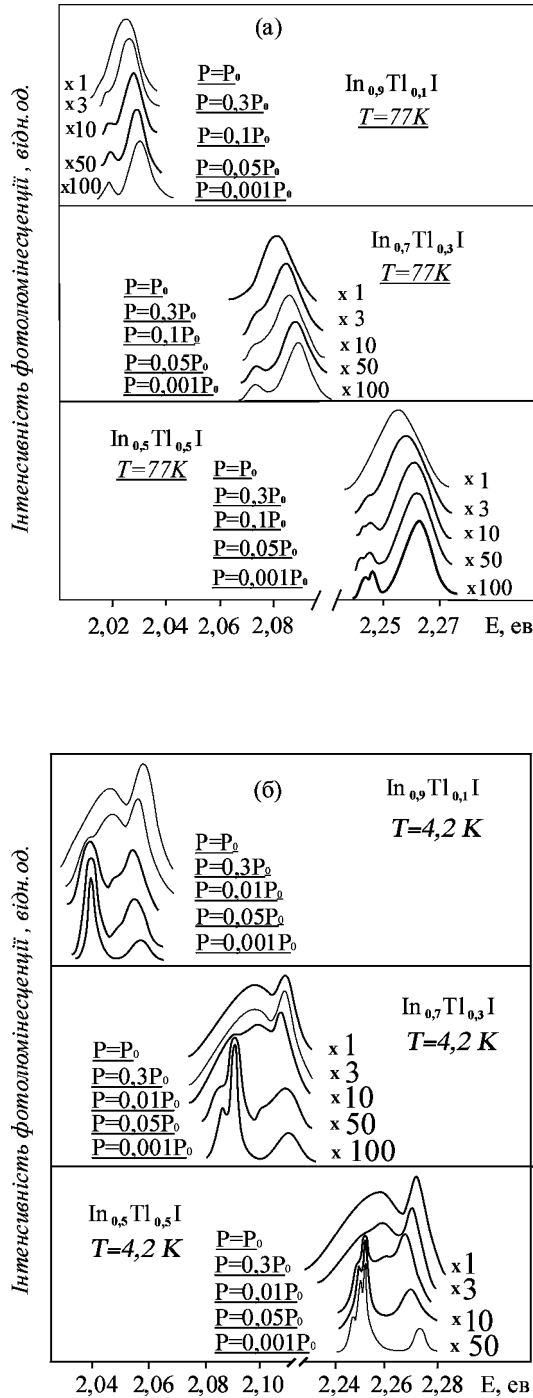 Інтенсивність фотолюмінесценції , відн.од.
(а)
x 1
x 3
x10
x50
x100
P=P₀
P=0,3P₀
P=0,1P₀
P=0,05P₀
P=0,001P₀
In₀,₉Tl₀,₁I
T=77K
In₀,₇Tl₀,₃I
T=77K
P=P₀
P=0,3P₀
P=0,1P₀
P=0,05P₀
P=0,001P₀
x 1
x 3
x 10
x 50
x 100
In₀,₅Tl₀,₅I
T=77K
P=P₀
P=0,3P₀
P=0,1P₀
P=0,05P₀
P=0,001P₀
x 1
x 3
x 10
x 50
x100
2,02 2,04 2,06 2,08 2,25 2,27 E, ев
Інтенсивність фотолюмінесценції , відн.од.
(б)
In₀,₉Tl₀,₁I
T=4,2 K
P=P₀
P=0,3P₀
P=0,01P₀
P=0,05P₀
P=0,001P₀
In₀,₇Tl₀,₃I
T=4,2 K
P=P₀
P=0,3P₀
P=0,01P₀
P=0,05P₀
P=0,001P₀
x 1
x 3
x 10
x 50
x 100
In₀,₅Tl₀,₅I
T=4,2 K
P=P₀
P=0,3P₀
P=0,01P₀
P=0,05P₀
P=0,001P₀
x 1
x 3
x 10
x 50
2,04 2,06 2,08 2,10 2,24 2,26 2,28 E, ев